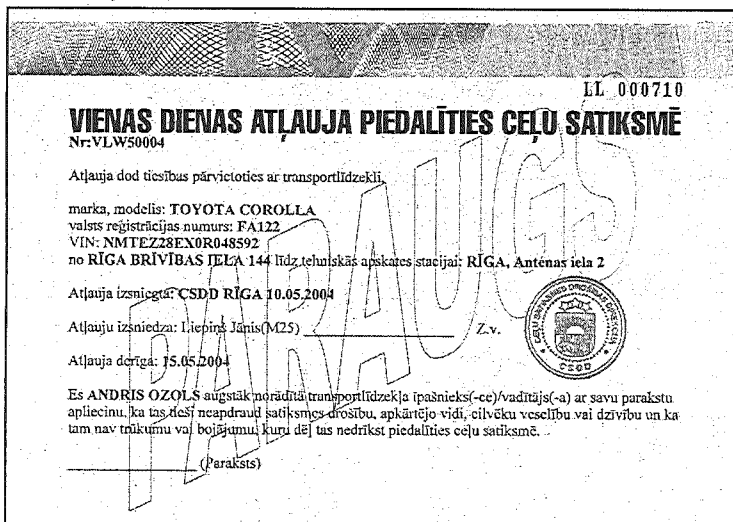 LL 000710
VIENAS DIENAS ATĻAUJA PIEDALĪTIES CEĻU SATIKSMĒ
Nr:VLW50004
Atļauja dod tiesības pārvietoties ar transportlīdzekli,
marka, modelis: TOYOTA COROLLA
valsts reģistrācijas numurs: FA122
VIN: NMTEZ28EX0R048592
no RĪGA BRĪVĪBAS IELA 144 līdz tehniskās apskates stacijai: RĪGA, Antenas iela 2
Atļauja izsniegta: CSDD RĪGA 10.05.2004
Atļauju izsniedza: Liepiņš Jānis(M25) Z.v.
Atļauja derīga: 15.05.2004
Es ANDRIS OZOLS augstāk norādītā transportlīdzekļa īpašnieks(-ce)/vadītājs(-a) ar savu parakstu
apliecinu, ka tas tieši neapdraud satiksmes drošību, apkārtējo vidi, cilvēku veselību vai dzīvību un ka
tam nav trūkumu vai bojājumu, kuru dēļ tas nedrīkst piedalīties ceļu satiksmē.
(Paraksts)
PARAUGS
CEĻU SATIKSMES DROŠĪBAS DIREKCIJA
CSDD